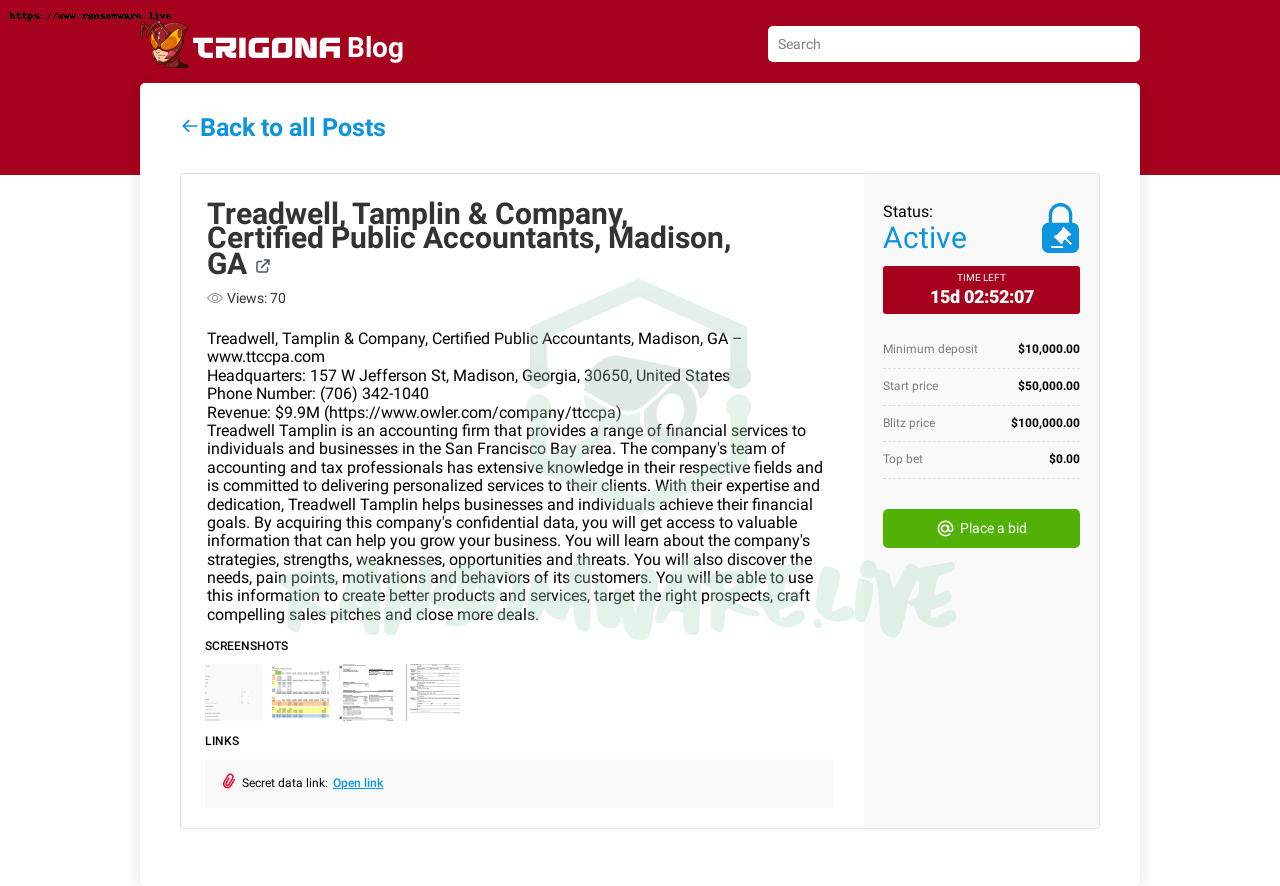 https://www.ransomware.live
TRIGONA Blog
Search
Back to all Posts
Treadwell, Tamplin & Company,
Certified Public Accountants, Madison,
GA
Views: 70
Treadwell, Tamplin & Company, Certified Public Accountants, Madison, GA –
www.ttccpa.com
Headquarters: 157 W Jefferson St, Madison, Georgia, 30650, United States
Phone Number: (706) 342-1040
Revenue: $9.9M (https://www.owler.com/company/ttccpa)
Treadwell Tamplin is an accounting firm that provides a range of financial services to
individuals and businesses in the San Francisco Bay area. The company's team of
accounting and tax professionals has extensive knowledge in their respective fields and
is committed to delivering personalized services to their clients. With their expertise and
dedication, Treadwell Tamplin helps businesses and individuals achieve their financial
goals. By acquiring this company's confidential data, you will get access to valuable
information that can help you grow your business. You will learn about the company's
strategies, strengths, weaknesses, opportunities and threats. You will also discover the
needs, pain points, motivations and behaviors of its customers. You will be able to use
this information to create better products and services, target the right prospects, craft
compelling sales pitches and close more deals.
RANSOMWARE.LIVE
SCREENSHOTS
LINKS
Secret data link: Open link
Status:
Active
TIME LEFT
15d 02:52:07
Minimum deposit $10,000.00
Start price $50,000.00
Blitz price $100,000.00
Top bet $0.00
Place a bid